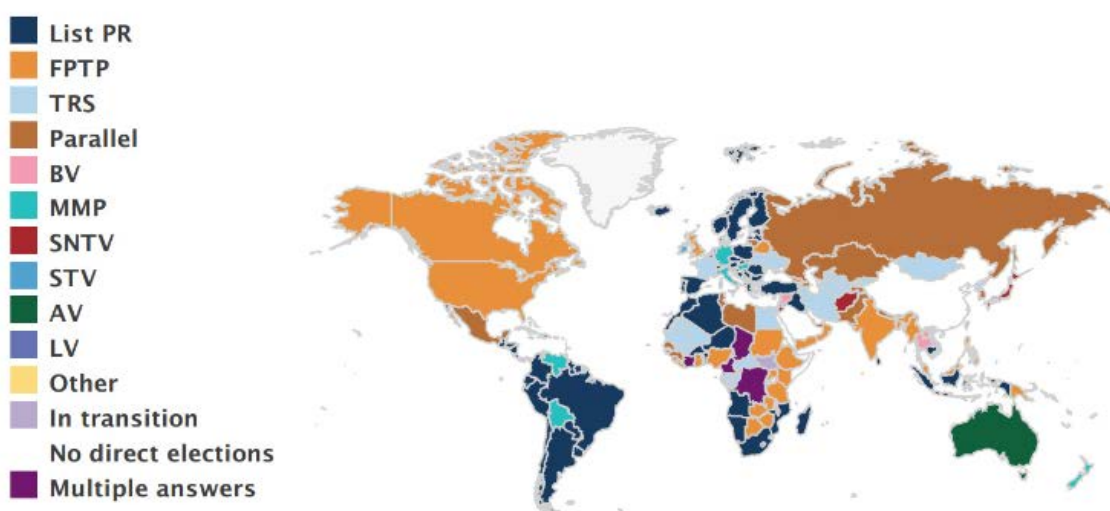 List PR
FPTP
TRS
Parallel
BV
MMP
SNTV
STV
AV
LV
Other
In transition
No direct elections
Multiple answers